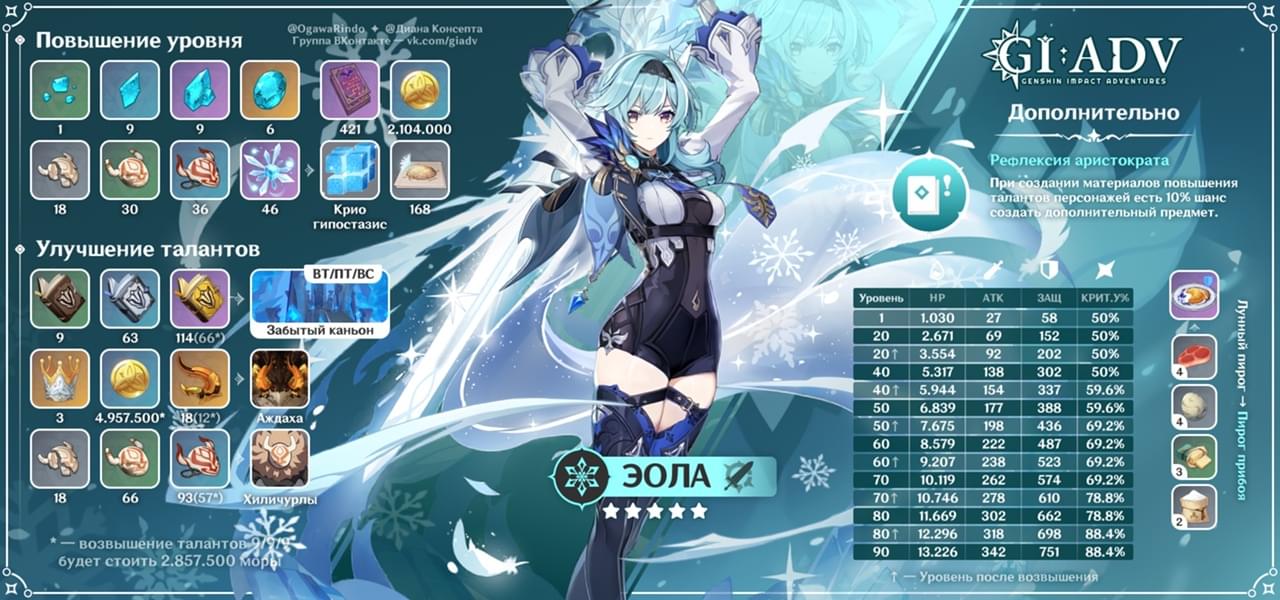 Повышение уровня
@OgawaRindo ✦ @Диана Консепта
Группа ВКонтакте — vk.com/giadv
1 9 9 6 421 2.104.000
18 30 36 46 Крио гипостазис 168
Улучшение талантов
ВТ/ПТ/ВС
Забытый каньон
9 63 114(66*)
3 4.957.500* 18(12*) Аждаха
18 66 93(57*) Хиличурлы
* — возвышение талантов 9/9/9
будет стоить 2.857.500 моры
ЭОЛА
GI:ADV
GENSHIN IMPACT ADVENTURES
Дополнительно
Рефлексия аристократа
При создании материалов повышения
талантов персонажей есть 10% шанс
создать дополнительный предмет.
Уровень HP АТК ЗАЩ КРИТ.У%
1 1.030 27 58 50%
20 2.671 69 152 50%
20↑ 3.554 92 202 50%
40 5.317 138 302 50%
40↑ 5.944 154 337 59.6%
50 6.839 177 388 59.6%
50↑ 7.675 198 436 69.2%
60 8.579 222 487 69.2%
60↑ 9.207 238 523 69.2%
70 10.119 262 574 69.2%
70↑ 10.746 278 610 78.8%
80 11.669 302 662 78.8%
80↑ 12.296 318 698 88.4%
90 13.226 342 751 88.4%
↑ — Уровень после возвышения
4
4
3
2
Лунный пирог → Пирог прибоя